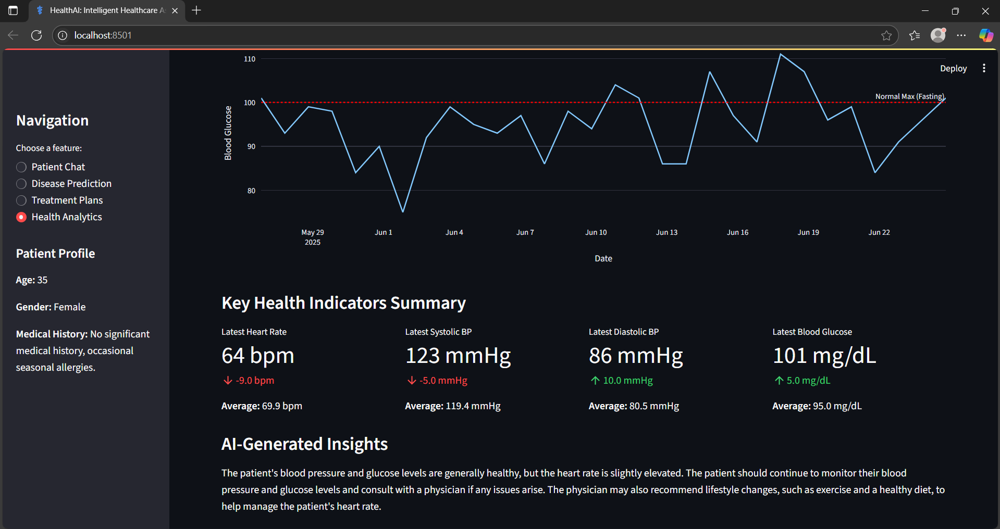 HealthAI: Intelligent Healthcare A
localhost:8501
Deploy
Navigation
Choose a feature:
Patient Chat
Disease Prediction
Treatment Plans
Health Analytics
Patient Profile
Age: 35
Gender: Female
Medical History: No significant
medical history, occasional
seasonal allergies.
110
100
90
80
Blood Glucose
Normal Max (Fasting)
May 29
2025
Jun 1
Jun 4
Jun 7
Jun 10
Jun 13
Jun 16
Jun 19
Jun 22
Date
Key Health Indicators Summary
Latest Heart Rate
64 bpm
↓ -9.0 bpm
Average: 69.9 bpm
Latest Systolic BP
123 mmHg
↓ -5.0 mmHg
Average: 119.4 mmHg
Latest Diastolic BP
86 mmHg
↑ 10.0 mmHg
Average: 80.5 mmHg
Latest Blood Glucose
101 mg/dL
↑ 5.0 mg/dL
Average: 95.0 mg/dL
AI-Generated Insights
The patient's blood pressure and glucose levels are generally healthy, but the heart rate is slightly elevated. The patient should continue to monitor their blood
pressure and glucose levels and consult with a physician if any issues arise. The physician may also recommend lifestyle changes, such as exercise and a healthy diet, to
help manage the patient's heart rate.